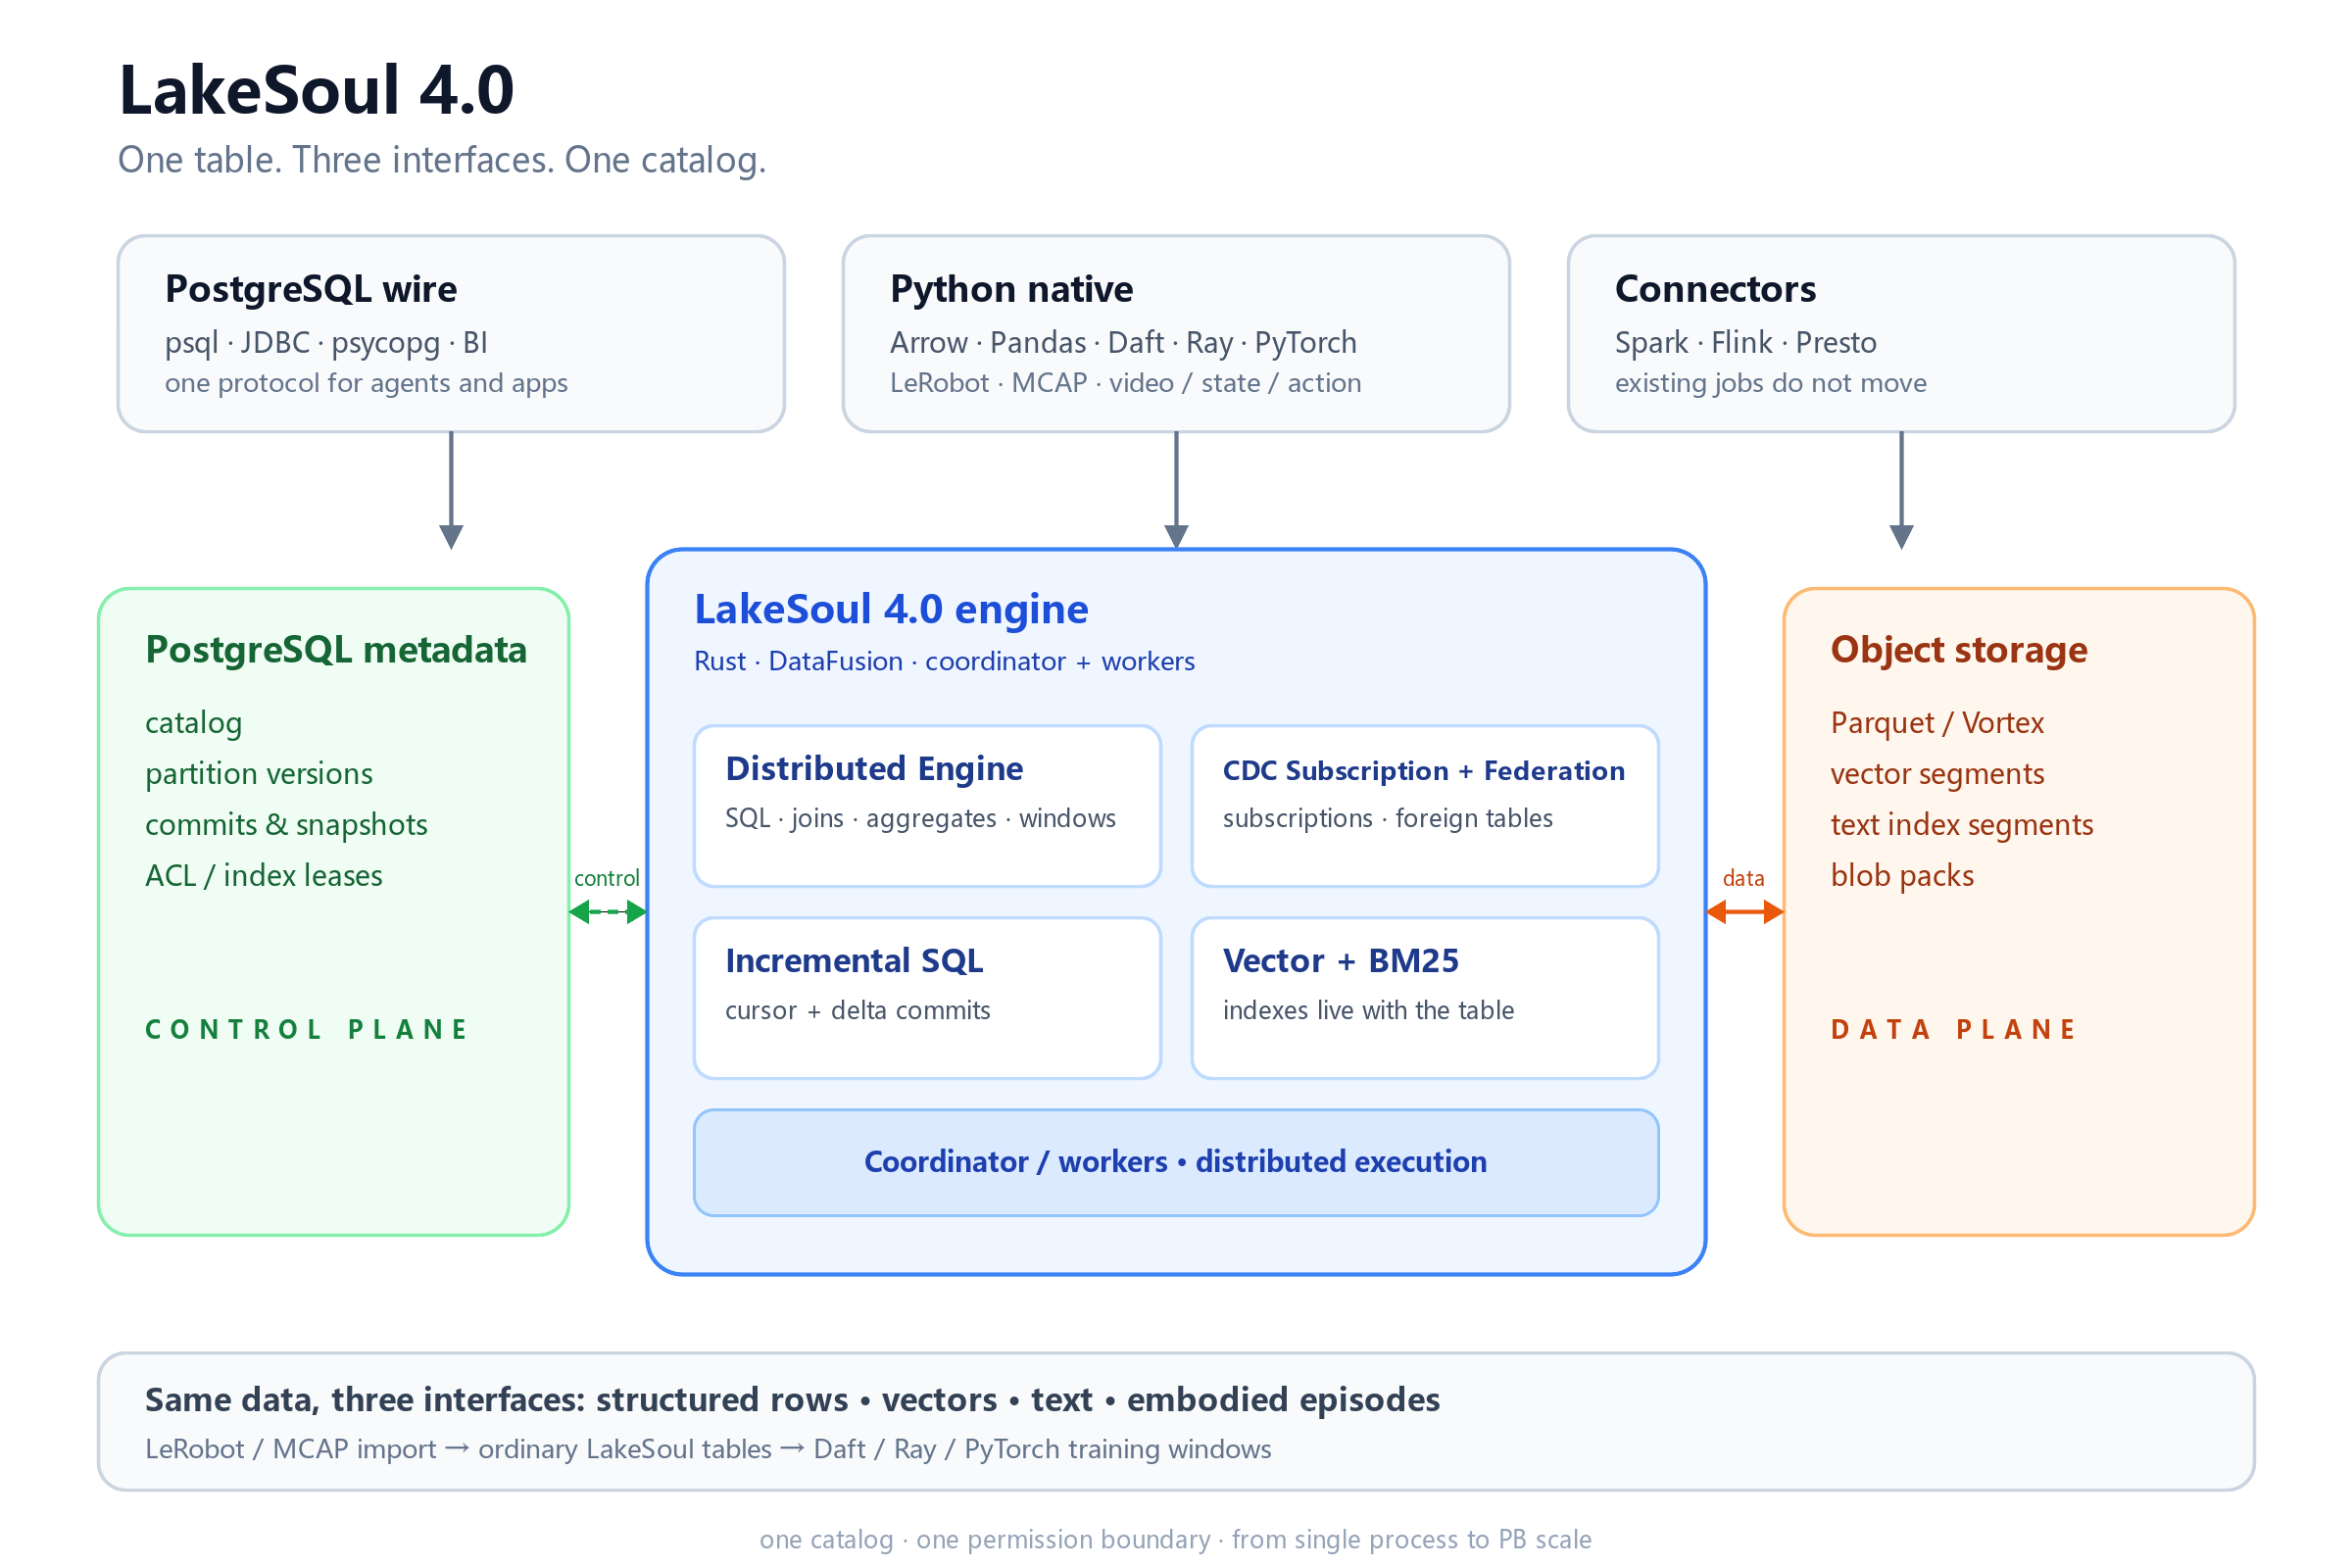 LakeSoul 4.0
One table. Three interfaces. One catalog.
PostgreSQL wire
psql · JDBC · psycopg · BI
one protocol for agents and apps
Python native
Arrow · Pandas · Daft · Ray · PyTorch
LeRobot · MCAP · video / state / action
Connectors
Spark · Flink · Presto
existing jobs do not move
PostgreSQL metadata
catalog
partition versions
commits & snapshots
ACL / index leases
CONTROL PLANE
control
LakeSoul 4.0 engine
Rust · DataFusion · coordinator + workers
Distributed Engine
SQL · joins · aggregates · windows
CDC Subscription + Federation
subscriptions · foreign tables
Incremental SQL
cursor + delta commits
Vector + BM25
indexes live with the table
Coordinator / workers • distributed execution
data
Object storage
Parquet / Vortex
vector segments
text index segments
blob packs
DATA PLANE
Same data, three interfaces: structured rows • vectors • text • embodied episodes
LeRobot / MCAP import → ordinary LakeSoul tables → Daft / Ray / PyTorch training windows
one catalog · one permission boundary · from single process to PB scale